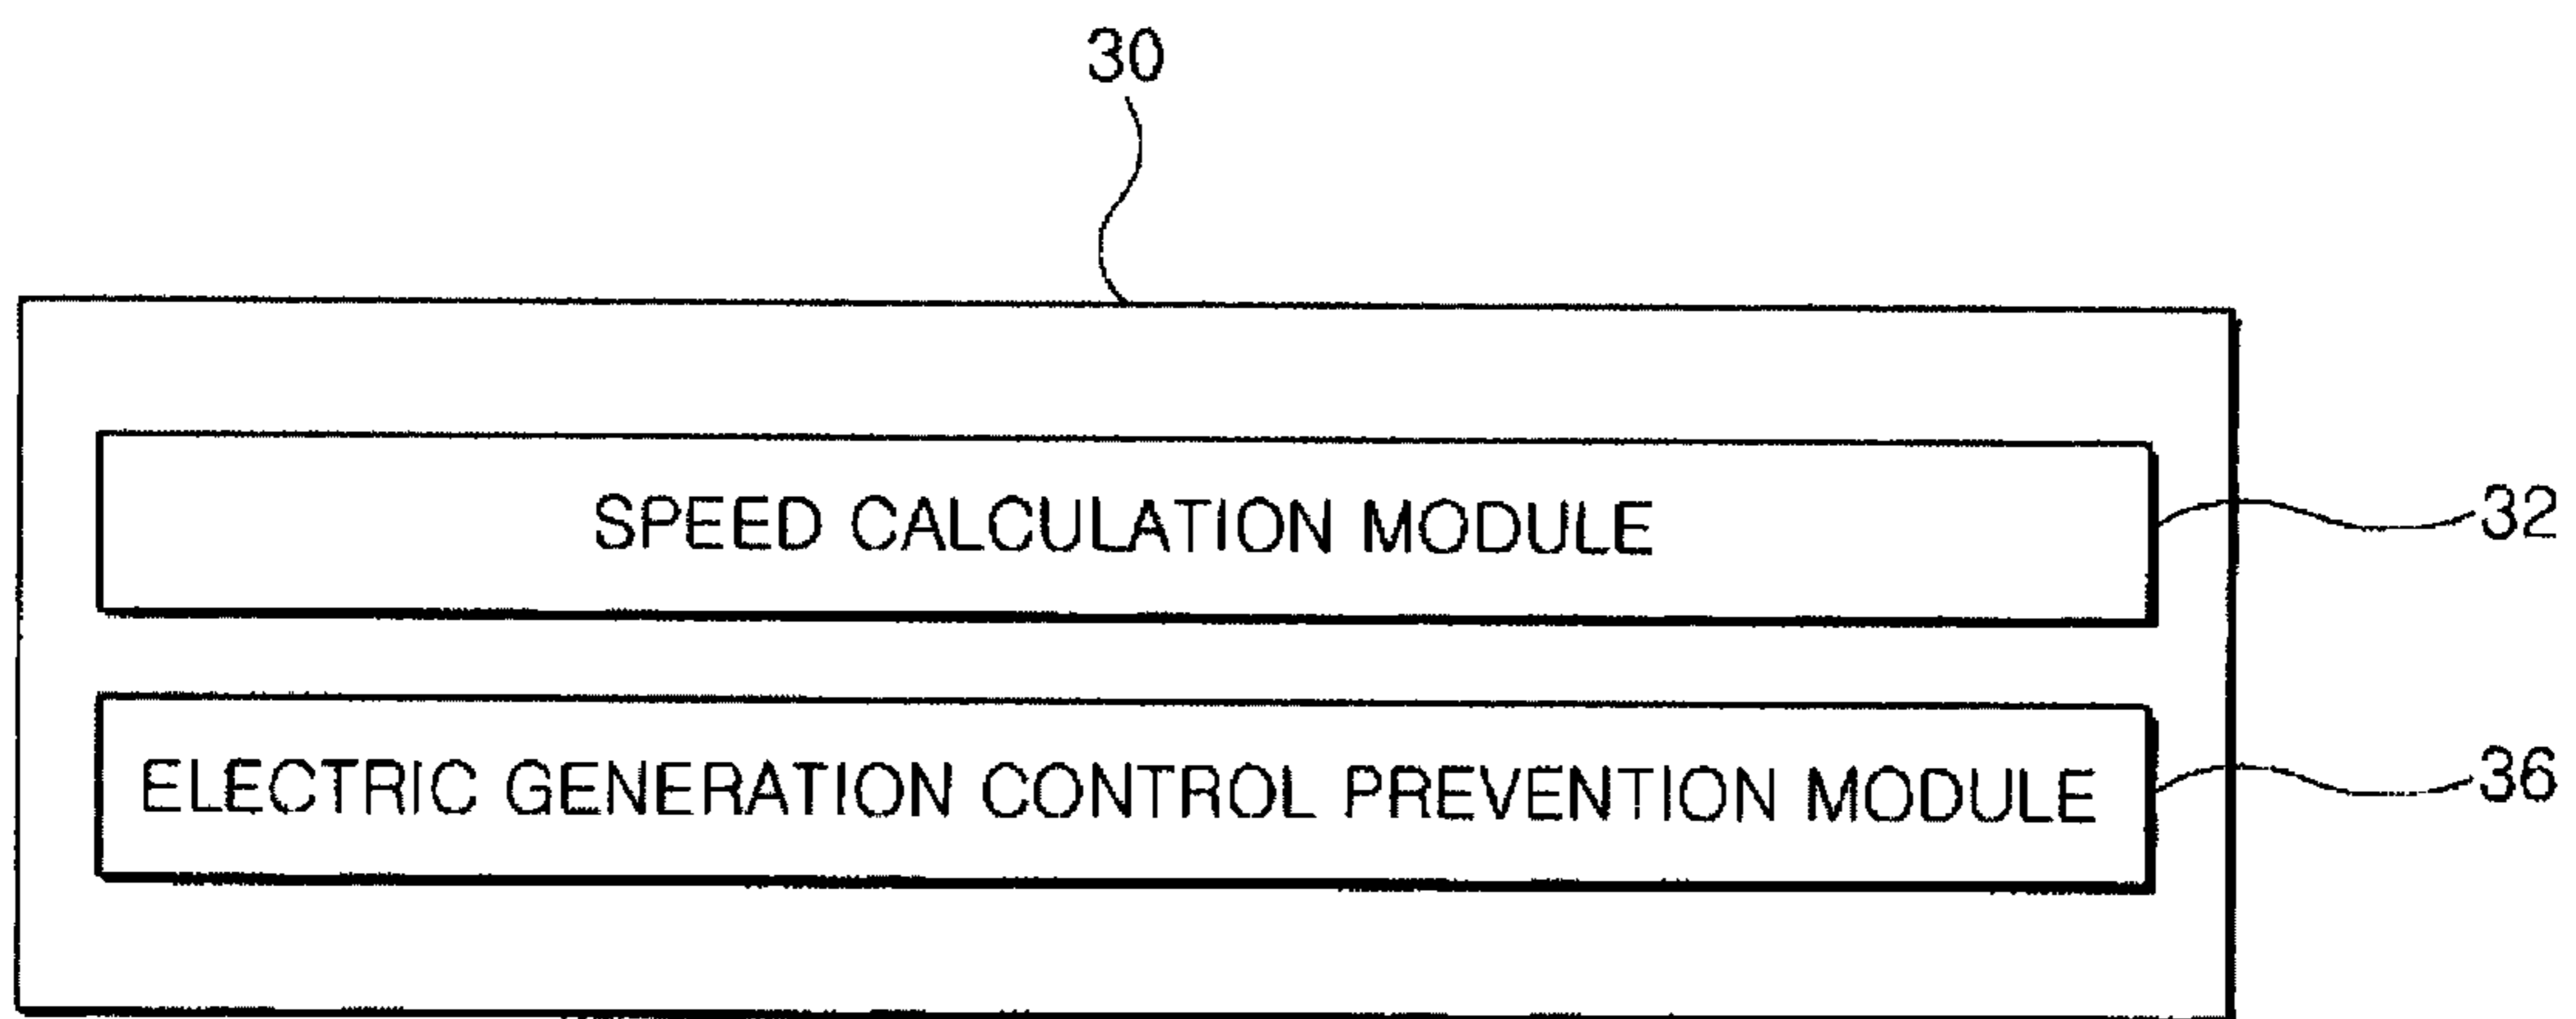 30
SPEED CALCULATION MODULE
32
ELECTRIC GENERATION CONTROL PREVENTION MODULE
36